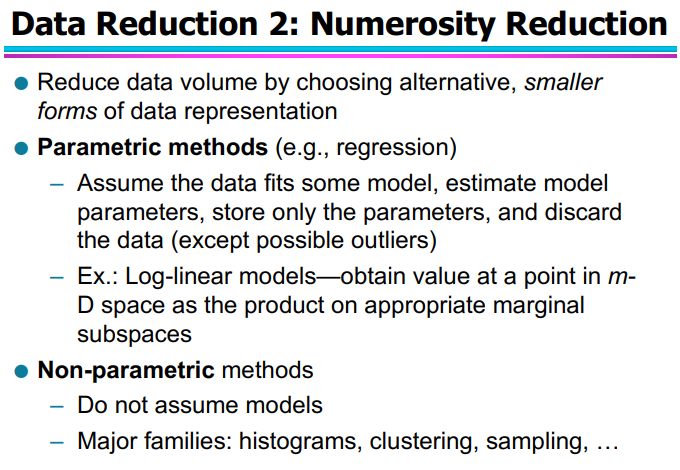 Data Reduction 2: Numerosity Reduction
● Reduce data volume by choosing alternative, smaller
forms of data representation
● Parametric methods (e.g., regression)
– Assume the data fits some model, estimate model
parameters, store only the parameters, and discard
the data (except possible outliers)
– Ex.: Log-linear models—obtain value at a point in m-
D space as the product on appropriate marginal
subspaces
● Non-parametric methods
– Do not assume models
– Major families: histograms, clustering, sampling, …